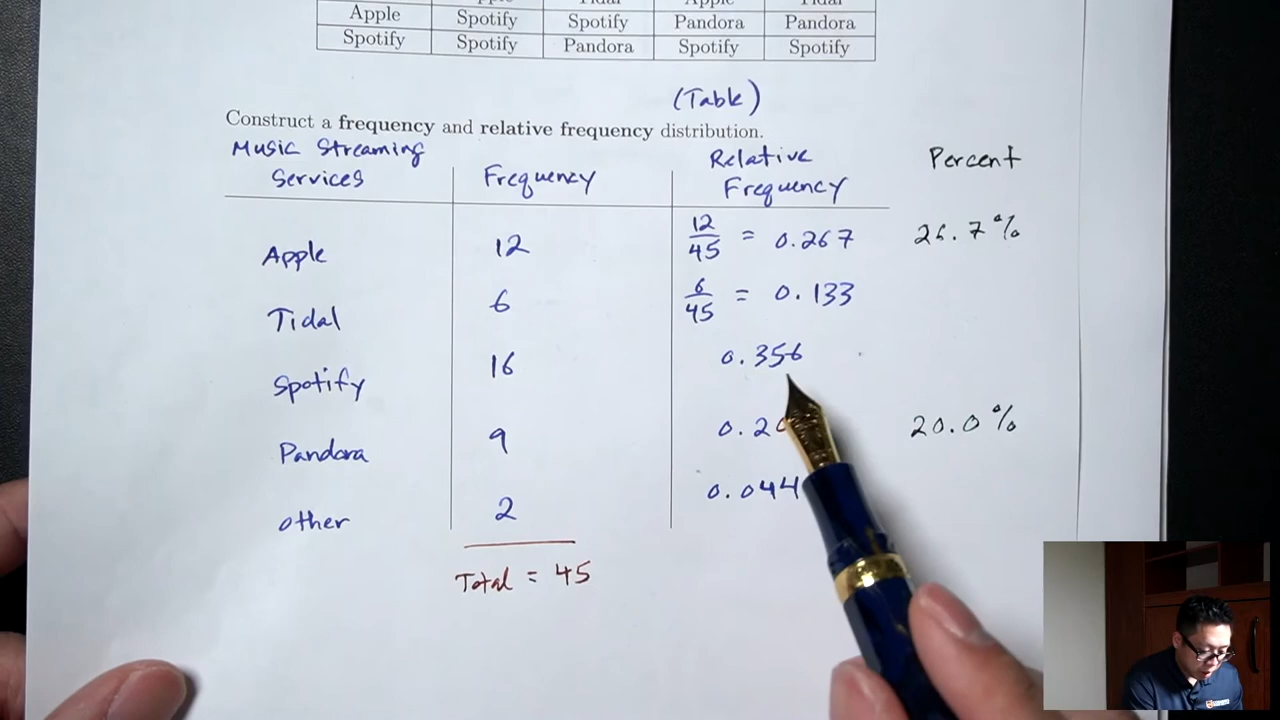 Apple Spotify Spotify Pandora Pandora
Spotify Spotify Pandora Spotify Spotify
(Table)
Construct a frequency and relative frequency distribution.
Music Streaming Services Frequency Relative Frequency Percent
Apple 12 12/45 = 0.267 26.7%
Tidal 6 6/45 = 0.133
Spotify 16 0.356
Pandora 9 0.20 20.0%
other 2 0.044
Total = 45